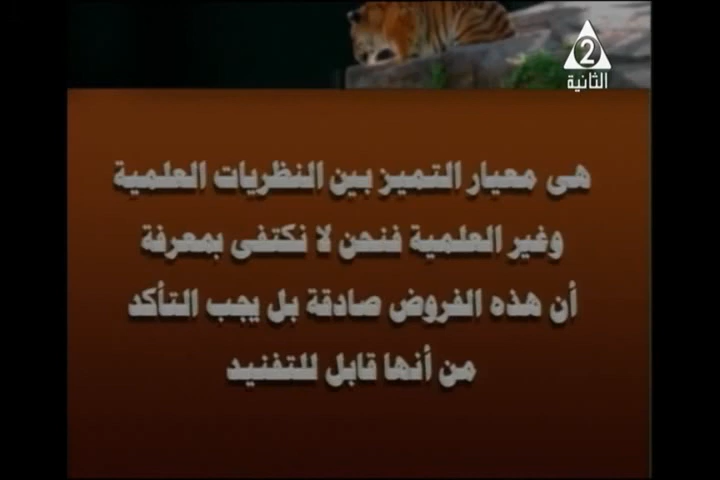 2
الثانية
هى معيار التميز بين النظريات العلمية
وغير العلمية فنحن لا نكتفى بمعرفة
أن هذه الفروض صادقة بل يجب التأكد
من أنها قابل للتفنيد